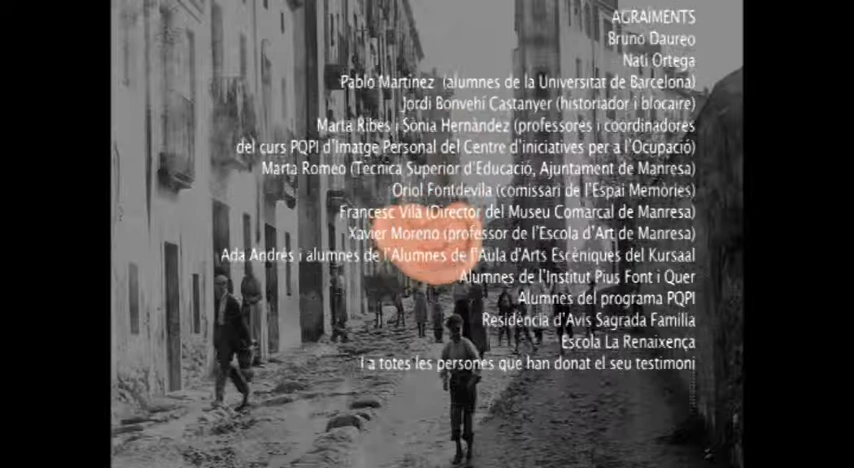 AGRAÏMENTS
Bruno Daureo
Nati Ortega
Pablo Martínez (alumnes de la Universitat de Barcelona)
Jordi Bonvehí Castanyer (historiador i blocaire)
Marta Ribes i Sònia Hernàndez (professores i coordinadores
del curs PQPI d'Imatge Personal del Centre d'iniciatives per a l'Ocupació)
Marta Romeo (Tècnica Superior d'Educació, Ajuntament de Manresa)
Oriol Fontdevila (comissari de l'Espai Memòries)
Francesc Vilà (Director del Museu Comarcal de Manresa)
Xavier Moreno (professor de l'Escola d'Art de Manresa)
Ada Andrés i alumnes de l'Alumnes de l'Aula d'Arts Escèniques del Kursaal
Alumnes de l'Institut Pius Font i Quer
Alumnes del programa PQPI
Residència d'Avis Sagrada Família
Escola La Renaixença
I a totes les persones que han donat el seu testimoni